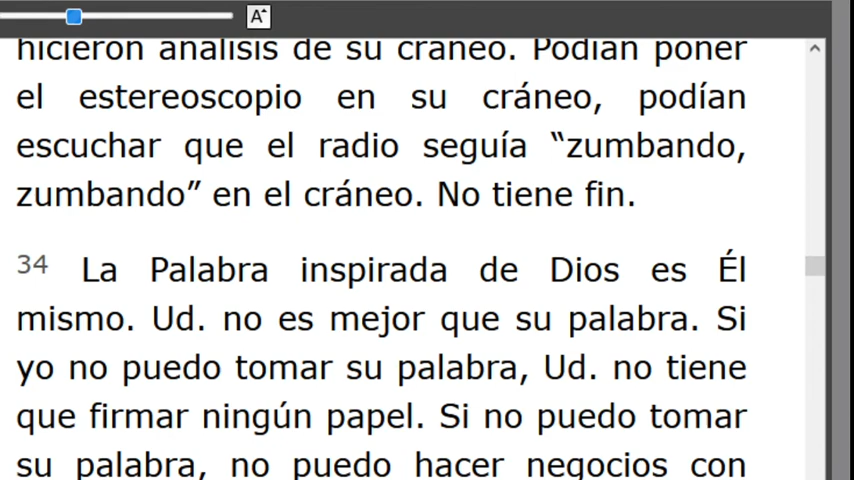 A
hicieron análisis de su cráneo. Podían poner
el estereoscopio en su cráneo, podían
escuchar que el radio seguía “zumbando,
zumbando” en el cráneo. No tiene fin.
34 La Palabra inspirada de Dios es Él
mismo. Ud. no es mejor que su palabra. Si
yo no puedo tomar su palabra, Ud. no tiene
que firmar ningún papel. Si no puedo tomar
su palabra, no puedo hacer negocios con